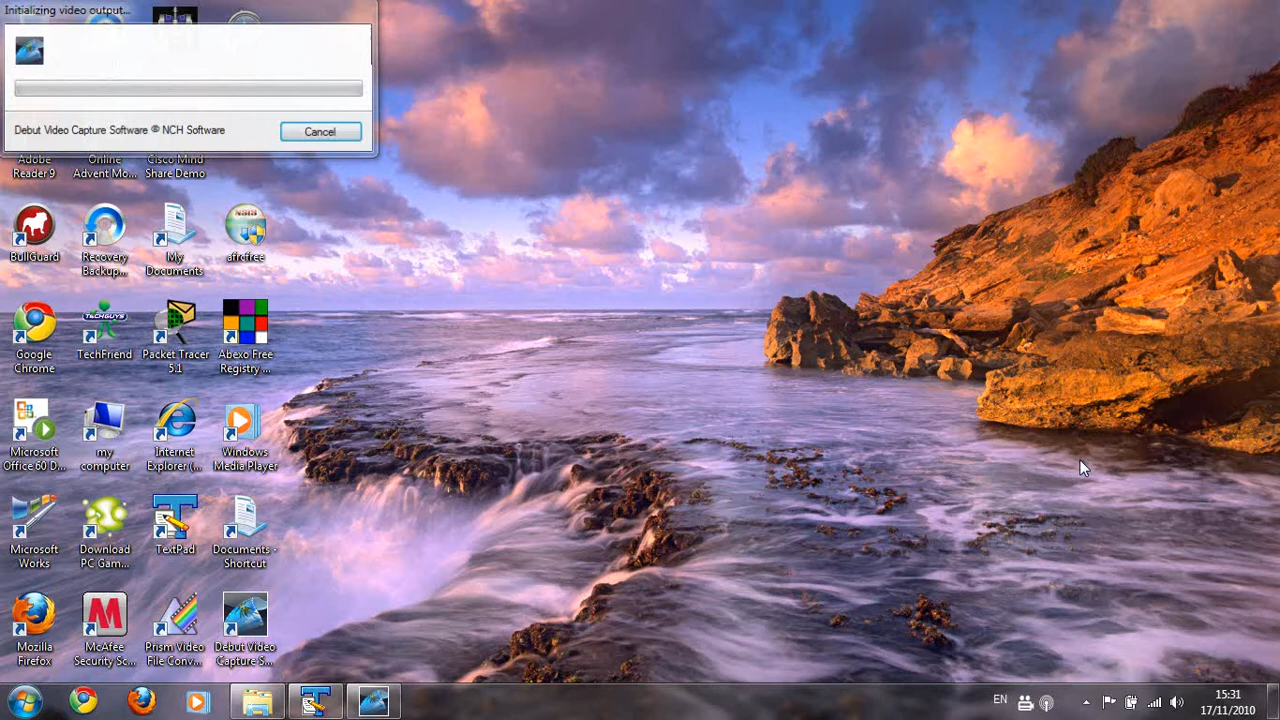 Initializing video output...
Debut Video Capture Software © NCH Software
Cancel
Adobe
Reader 9
Online
Advent Mo...
Cisco Mind
Share Demo
BullGuard
Recovery
Backup...
My
Documents
NSIS
afrcfree
Google
Chrome
TECHGUYS
TechFriend
Packet Tracer
5.1
Abexo Free
Registry ...
Microsoft
Office 60 D...
my
computer
Internet
Explorer (...
Windows
Media Player
Microsoft
Works
Download
PC Gam...
TextPad
Documents -
Shortcut
Mozilla
Firefox
McAfee
Security Sc...
Prism Video
File Conv...
Debut Video
Capture S...
EN
15:31
17/11/2010